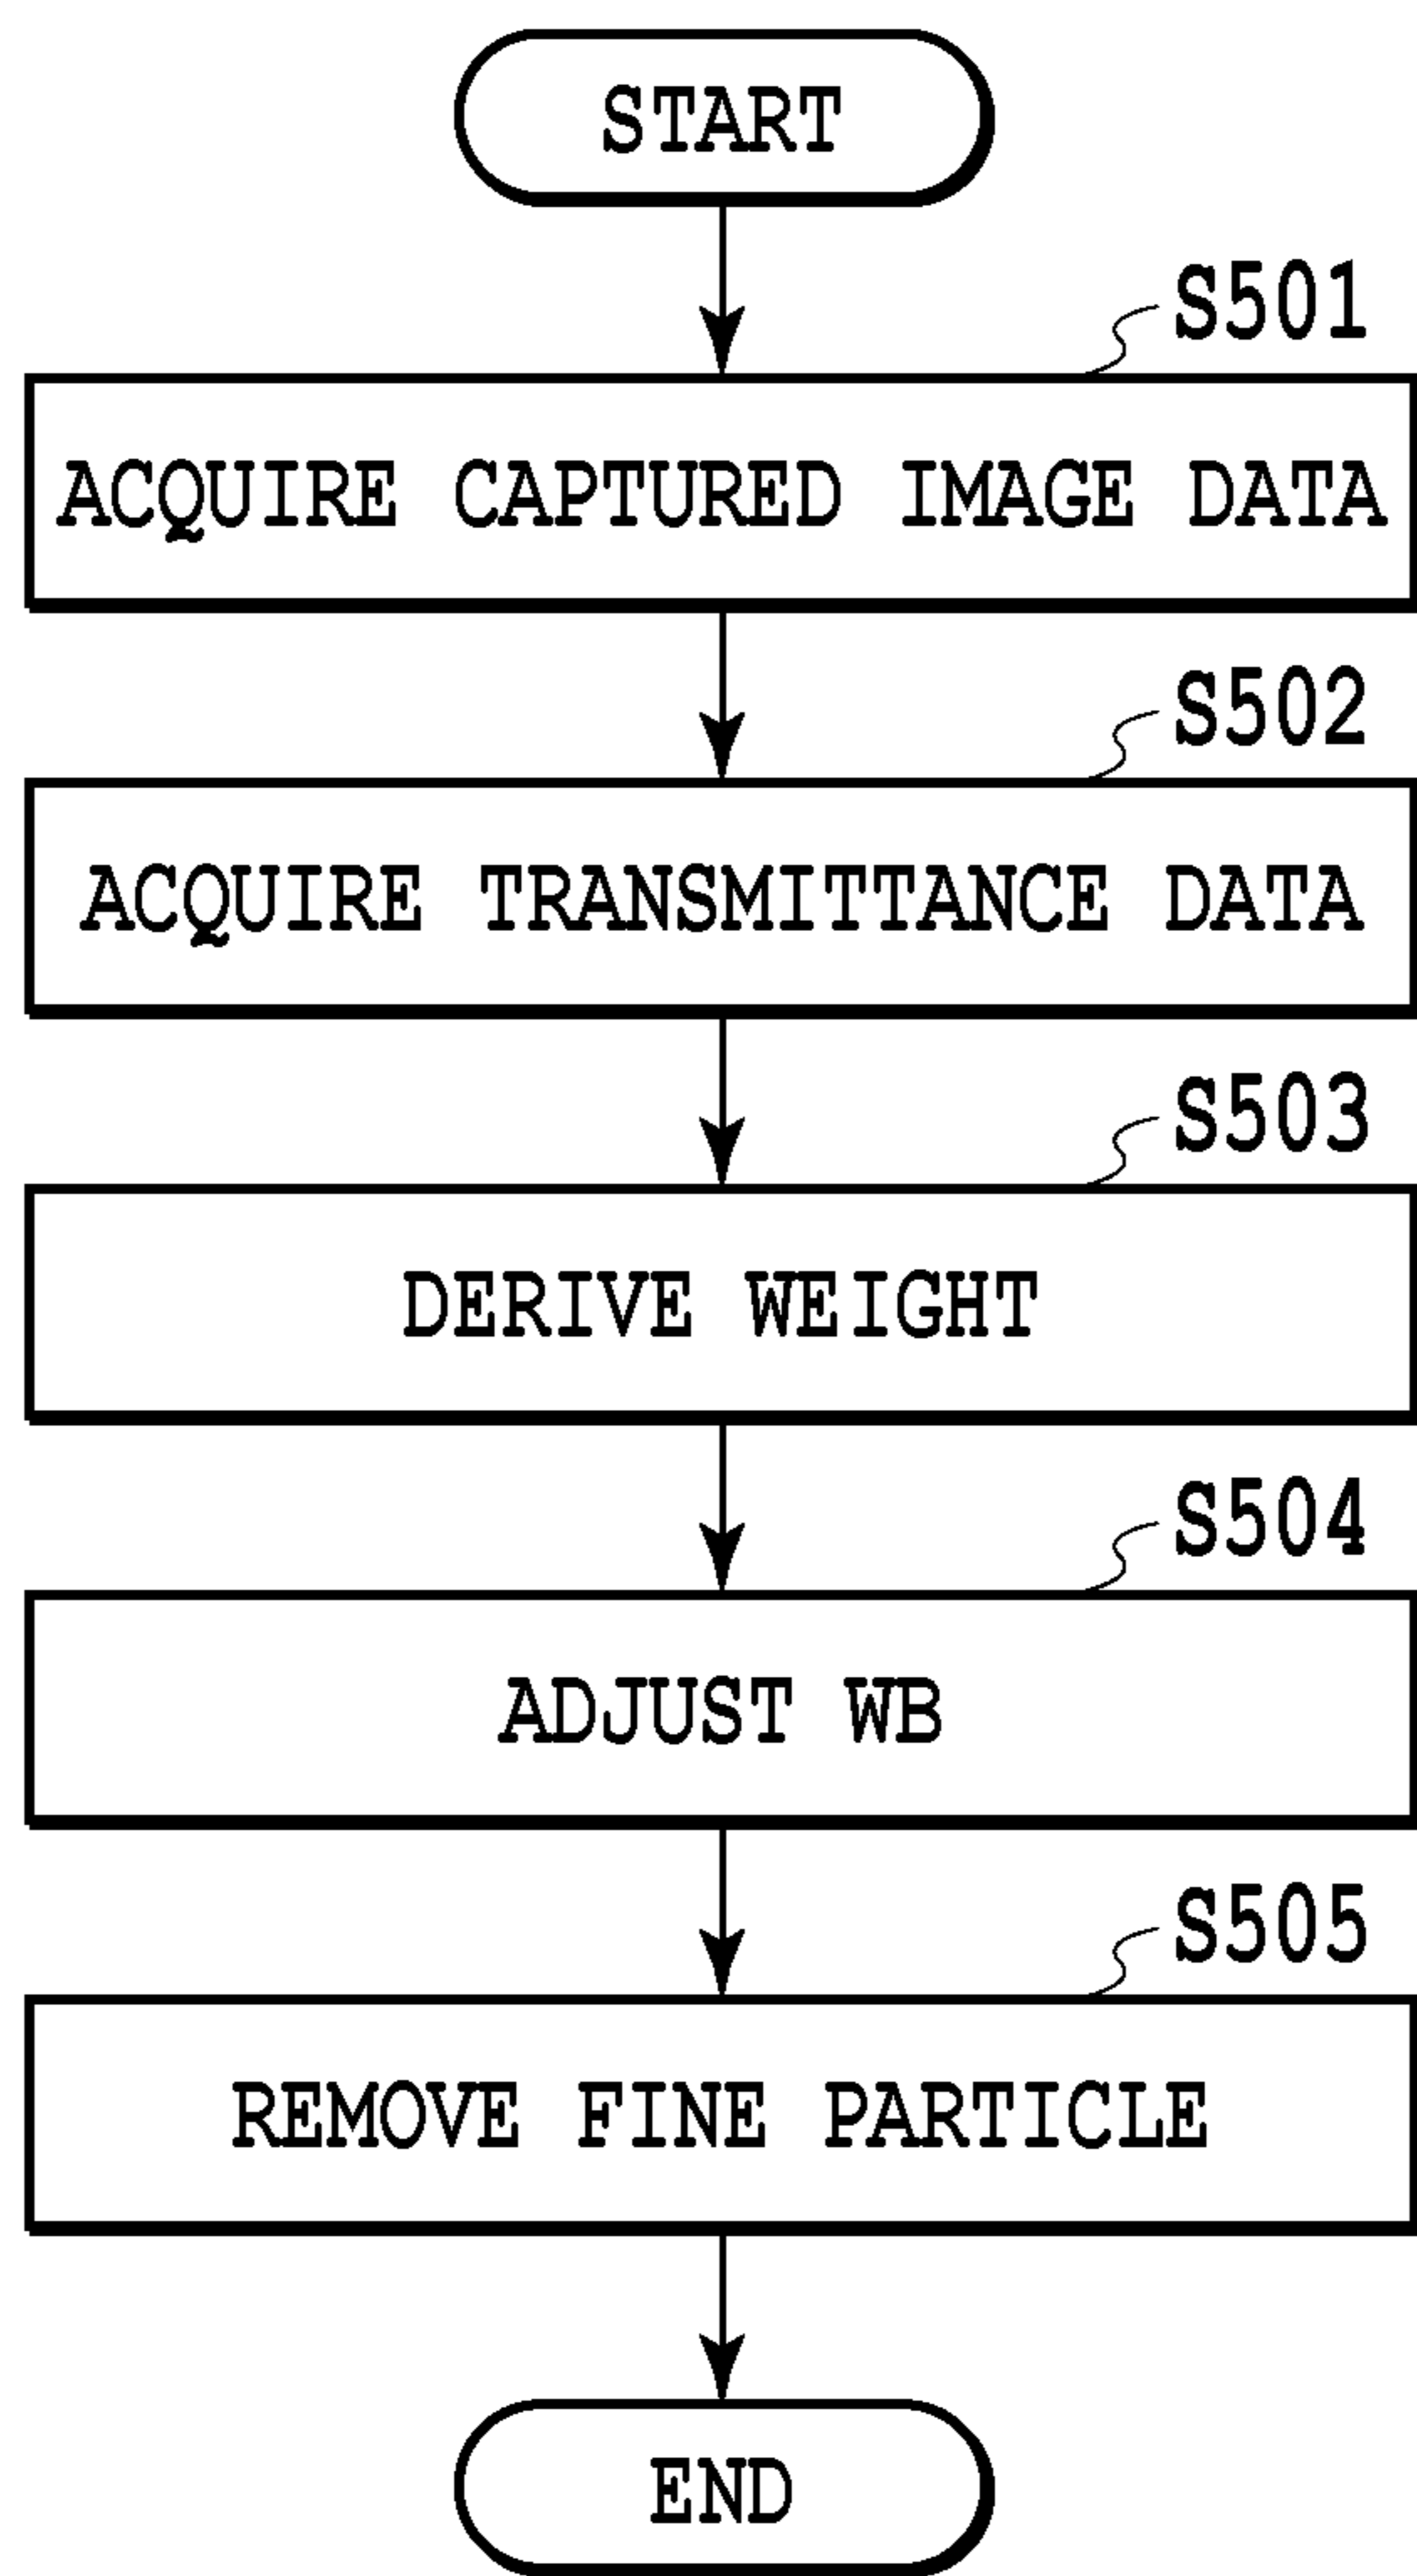 START
S501
ACQUIRE CAPTURED IMAGE DATA
S502
ACQUIRE TRANSMITTANCE DATA
S503
DERIVE WEIGHT
S504
ADJUST WB
S505
REMOVE FINE PARTICLE
END